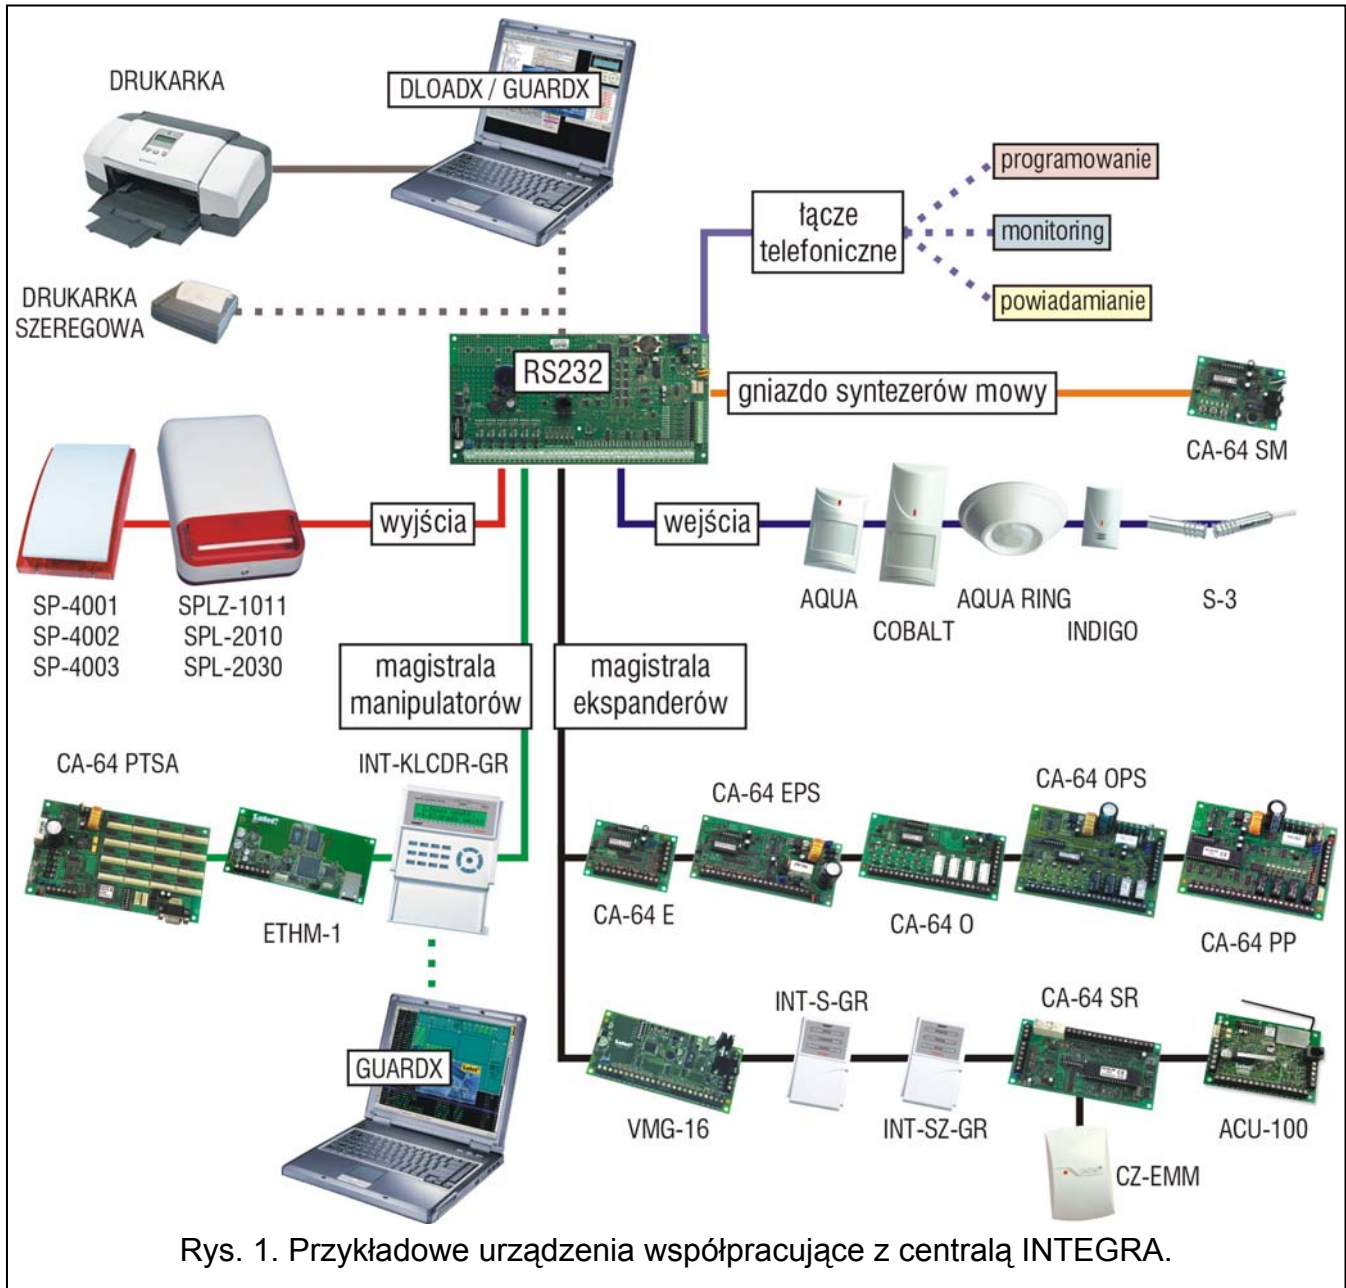 DRUKARKA
DLOADX / GUARDX
programowanie
łącze
telefoniczne
monitoring
powiadamianie
DRUKARKA
SZEREGOWA
RS232
gniazdo syntezerów mowy
CA-64 SM
wyjścia
wejścia
SP-4001
SP-4002
SP-4003
SPLZ-1011
SPL-2010
SPL-2030
AQUA
COBALT
AQUA RING
INDIGO
S-3
magistrala
manipulatorów
magistrala
ekspanderów
CA-64 PTSA
INT-KLCDR-GR
ETHM-1
CA-64 EPS
CA-64 OPS
CA-64 E
CA-64 O
CA-64 PP
GUARDX
INT-S-GR
CA-64 SR
VMG-16
INT-SZ-GR
ACU-100
CZ-EMM
Rys. 1. Przykładowe urządzenia współpracujące z centralą INTEGRA.